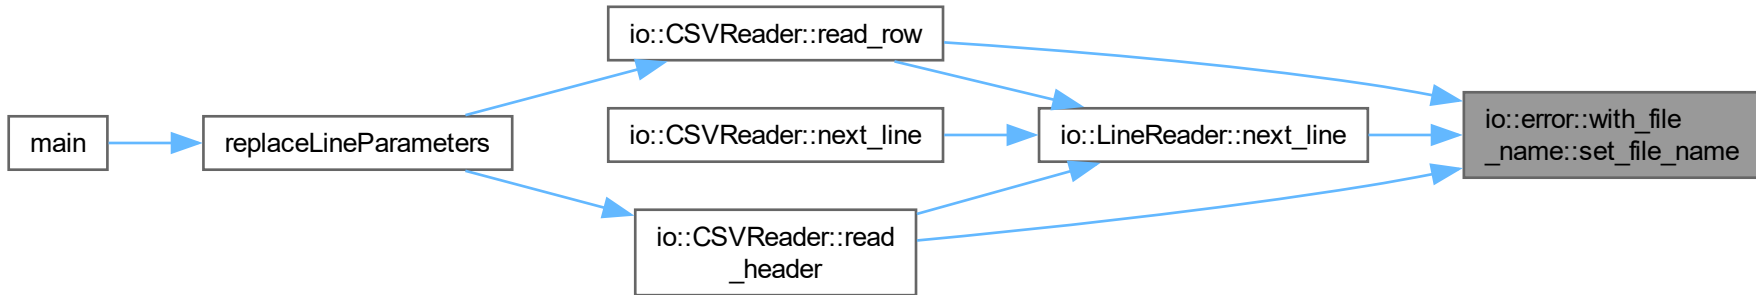 io::CSVReader::read_row
main
replaceLineParameters
io::CSVReader::next_line
io::LineReader::next_line
io::error::with_file
_name::set_file_name
io::CSVReader::read
_header